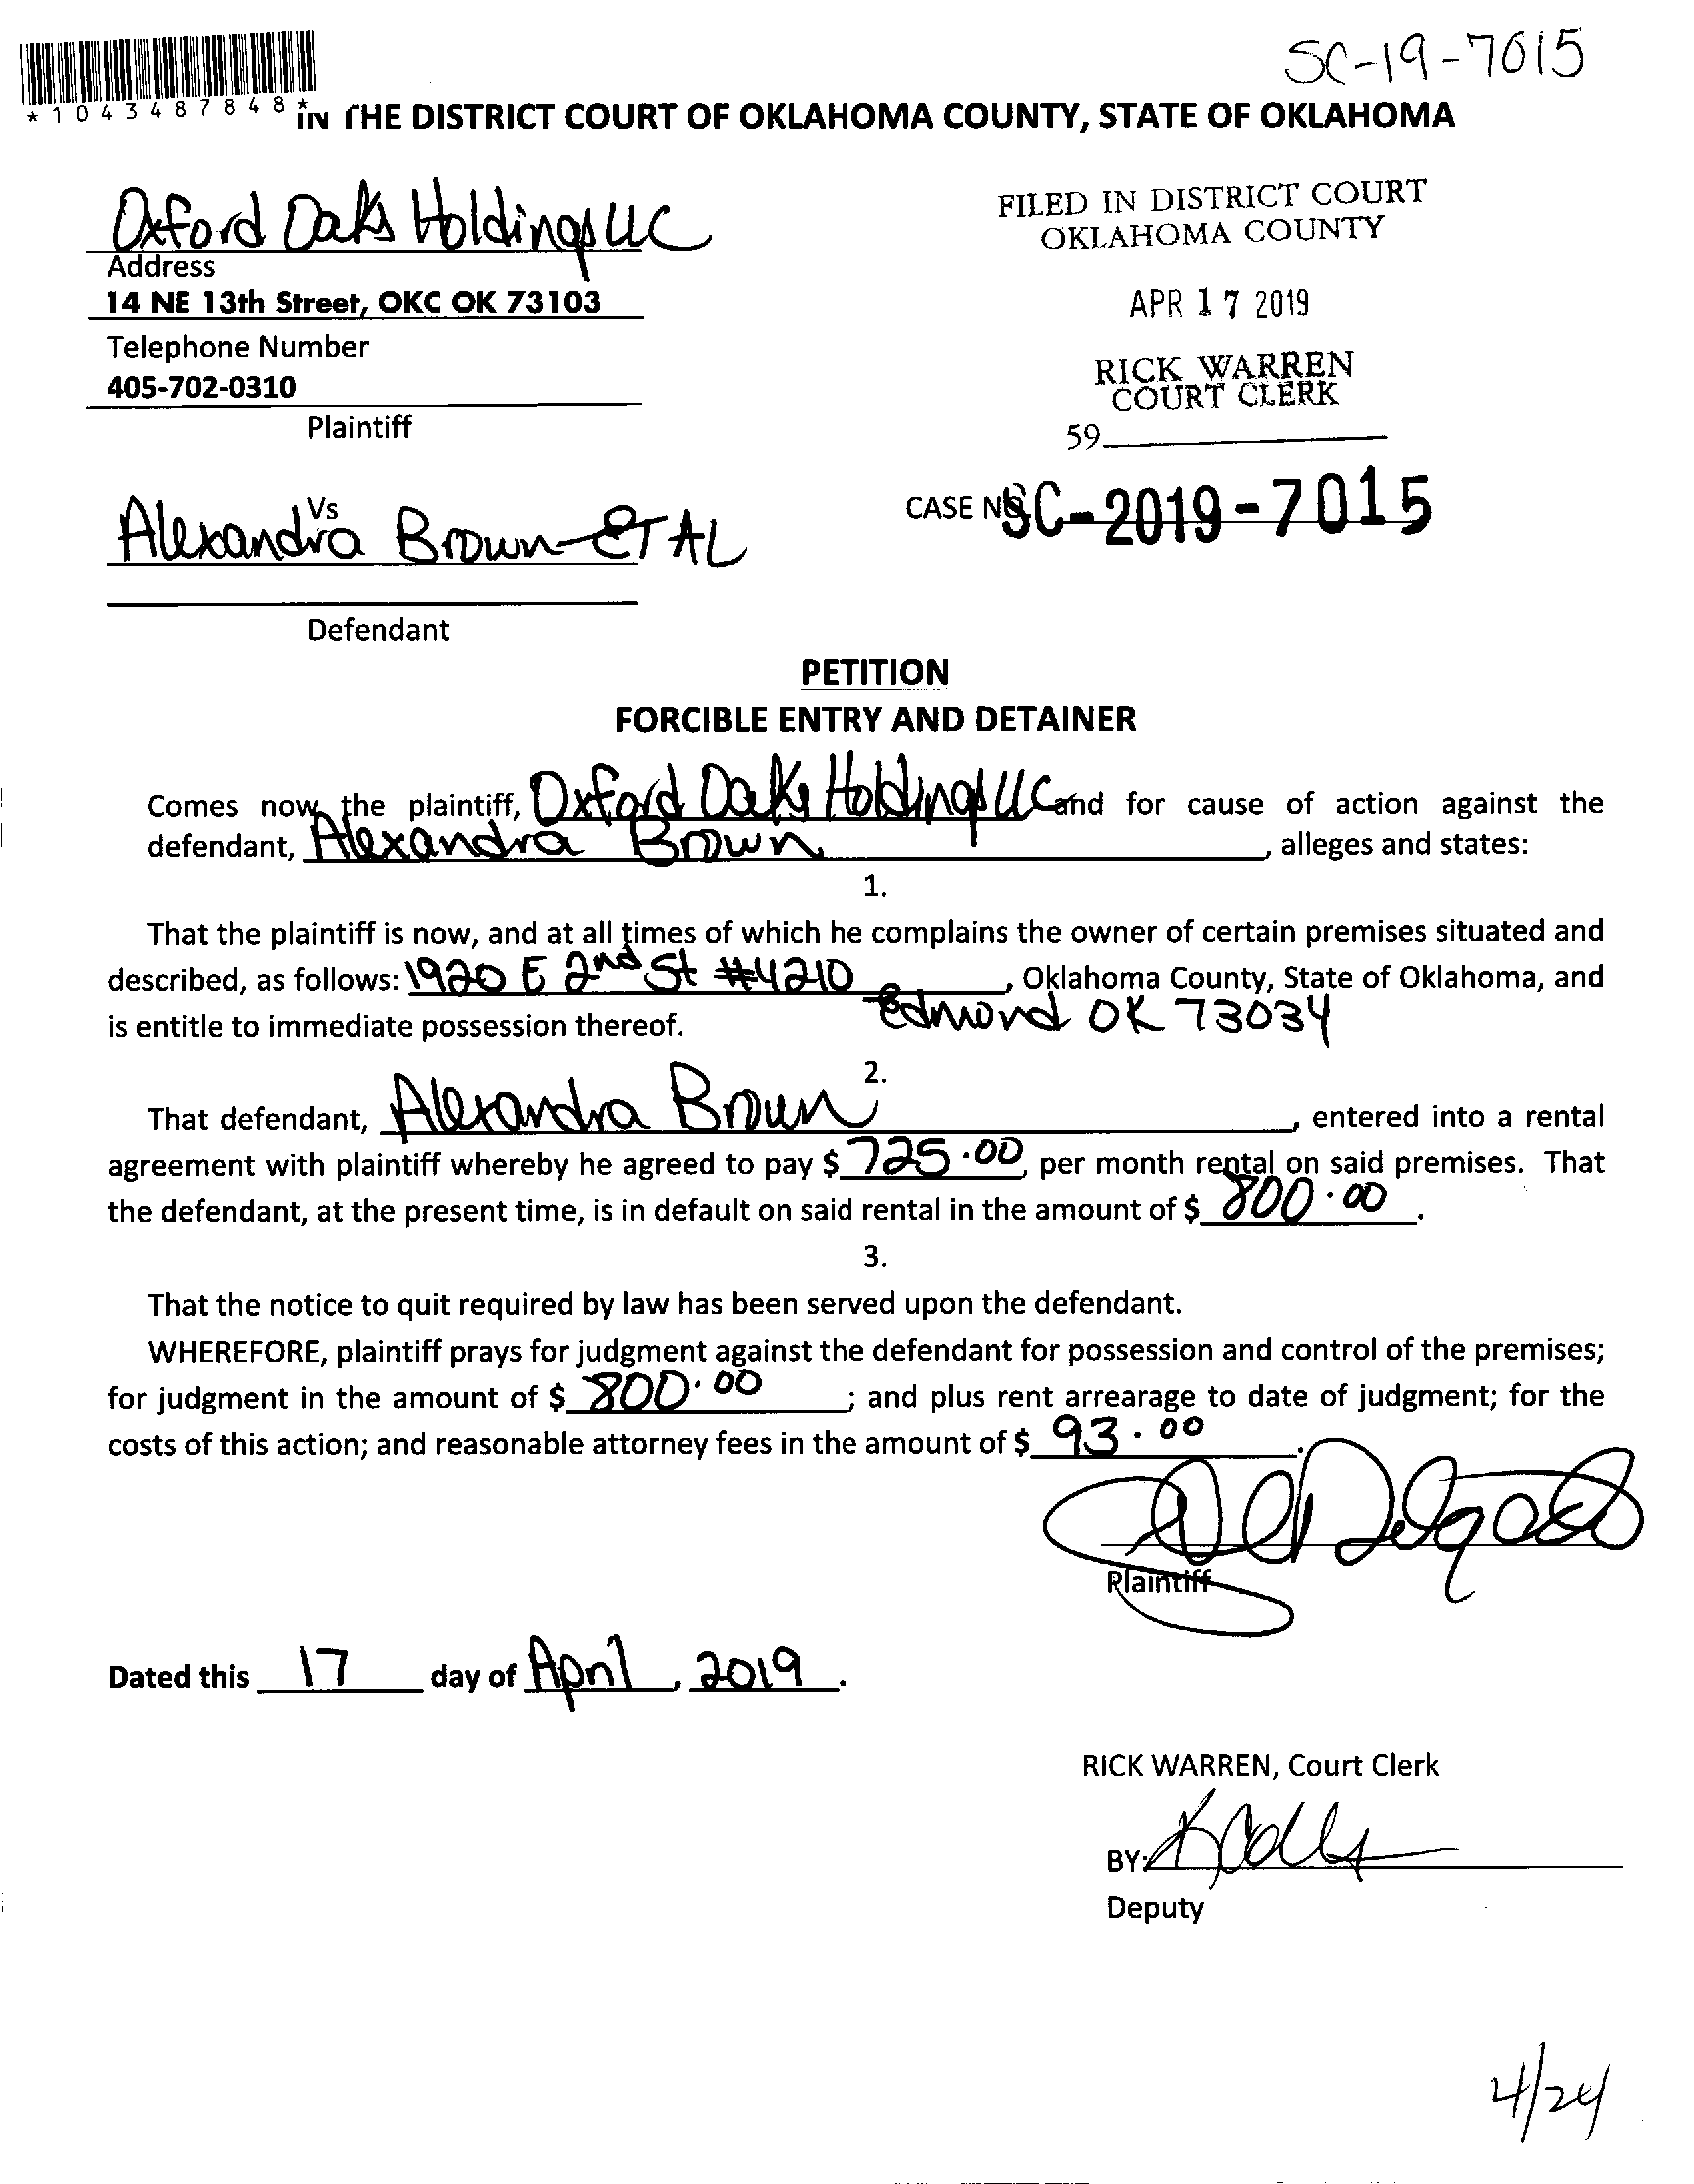 SC-19-7015
*1043487848*
IN THE DISTRICT COURT OF OKLAHOMA COUNTY, STATE OF OKLAHOMA
Oxford Oaks Holdings LLC
Address
14 NE 13th Street, OKC OK 73103
Telephone Number
405-702-0310
Plaintiff
FILED IN DISTRICT COURT
OKLAHOMA COUNTY
APR 17 2019
RICK WARREN
COURT CLERK
59
Vs
CASE NO. SC-2019-7015
Alexandra Brown ET AL
Defendant
PETITION
FORCIBLE ENTRY AND DETAINER
Comes now, the plaintiff, Oxford Oaks Holdings LLC and for cause of action against the
defendant, Alexandra Brown, alleges and states:
1.
That the plaintiff is now, and at all times of which he complains the owner of certain premises situated and
described, as follows: 1920 E 2nd St #4210, Oklahoma County, State of Oklahoma, and
is entitle to immediate possession thereof. Edmond OK 73034
2.
That defendant, Alexandra Brown, entered into a rental
agreement with plaintiff whereby he agreed to pay $ 725.00, per month rental on said premises. That
the defendant, at the present time, is in default on said rental in the amount of $ 800.00.
3.
That the notice to quit required by law has been served upon the defendant.
WHEREFORE, plaintiff prays for judgment against the defendant for possession and control of the premises;
for judgment in the amount of $ 800.00; and plus rent arrearage to date of judgment; for the
costs of this action; and reasonable attorney fees in the amount of $ 93.00.
Delgado
Plaintiff
Dated this 17 day of April, 2019.
RICK WARREN, Court Clerk
BY:
Deputy
4/24